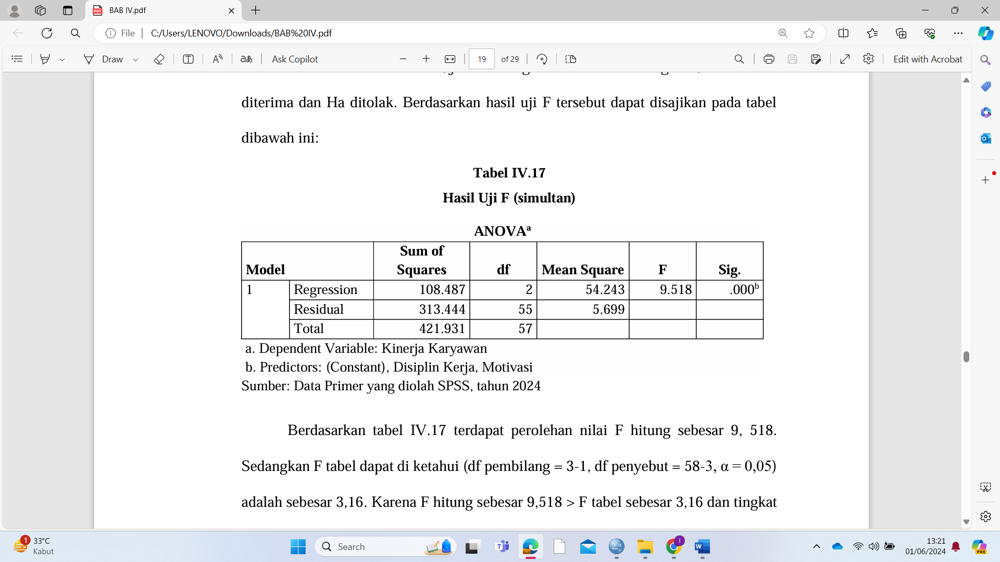 BAB IV.pdf
File C:/Users/LENOVO/Downloads/BAB%20IV.pdf
Draw Ask Copilot 19 of 29 Edit with Acrobat
diterima dan Ha ditolak. Berdasarkan hasil uji F tersebut dapat disajikan pada tabel
dibawah ini:
Tabel IV.17
Hasil Uji F (simultan)
ANOVAᵃ
Model Sum of Squares df Mean Square F Sig.
1 Regression 108.487 2 54.243 9.518 .000ᵇ
Residual 313.444 55 5.699
Total 421.931 57
a. Dependent Variable: Kinerja Karyawan
b. Predictors: (Constant), Disiplin Kerja, Motivasi
Sumber: Data Primer yang diolah SPSS, tahun 2024
Berdasarkan tabel IV.17 terdapat perolehan nilai F hitung sebesar 9, 518.
Sedangkan F tabel dapat di ketahui (df pembilang = 3-1, df penyebut = 58-3, α = 0,05)
adalah sebesar 3,16. Karena F hitung sebesar 9,518 > F tabel sebesar 3,16 dan tingkat
1 33°C
Kabut
Search
13:21
01/06/2024
PRE